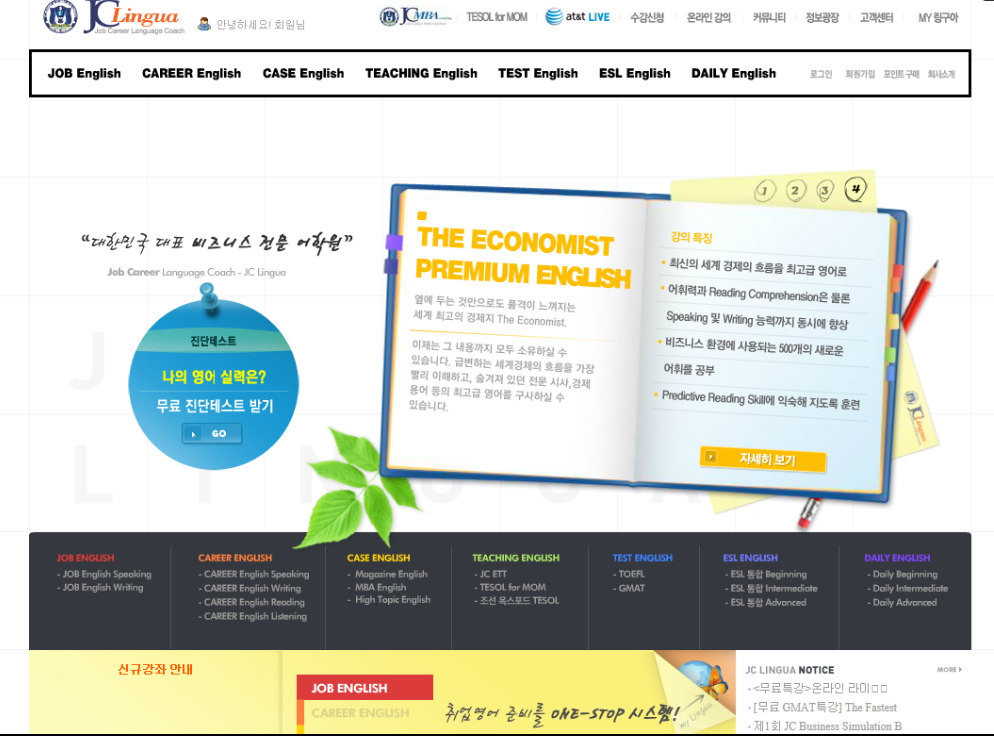 JC Lingua
Job Career Language Coach
안녕하세요! 회원님
JCMBA
TESOL for MOM
at&t LIVE
수강신청
온라인 강의
커뮤니티
정보광장
고객센터
MY 링구아
JOB English
CAREER English
CASE English
TEACHING English
TEST English
ESL English
DAILY English
로그인
회원가입
포인트구매
회사소개
“대한민국 대표 비즈니스 전문 어학원”
Job Career Language Coach - JC Lingua
진단테스트
나의 영어 실력은?
무료 진단테스트 받기
GO
J
L I N G U A
1 2 3 4
THE ECONOMIST
PREMIUM ENGLISH
옆에 두는 것만으로도 품격이 느껴지는
세계 최고의 경제지 The Economist.
이제는 그 내용까지 모두 소유하실 수
있습니다. 급변하는 세계경제의 흐름을 가장
빨리 이해하고, 숨겨져 있던 전문 시사,경제
용어 등의 최고급 영어를 구사하실 수
있습니다.
강의 특징
• 최신의 세계 경제의 흐름을 최고급 영어로
• 어휘력과 Reading Comprehension은 물론
Speaking 및 Writing 능력까지 동시에 향상
• 비즈니스 환경에 사용되는 500개의 새로운
어휘를 공부
• Predictive Reading Skill에 익숙해 지도록 훈련
자세히 보기
JC Lingua
JOB ENGLISH
- JOB English Speaking
- JOB English Writing
CAREER ENGLISH
- CAREER English Speaking
- CAREER English Writing
- CAREER English Reading
- CAREER English Listening
CASE ENGLISH
- Magazine English
- MBA English
- High Topic English
TEACHING ENGLISH
- JC ETT
- TESOL for MOM
- 조선 옥스포드 TESOL
TEST ENGLISH
- TOEFL
- GMAT
ESL ENGLISH
- ESL 통합 Beginning
- ESL 통합 Intermediate
- ESL 통합 Advanced
DAILY ENGLISH
- Daily Beginning
- Daily Intermediate
- Daily Advanced
신규강좌 안내
JOB ENGLISH
CAREER ENGLISH
취업영어 준비를 ONE-STOP 시스템!
my Lingua
JC LINGUA NOTICE
MORE
· <무료특강>온라인 라이□□
· [무료 GMAT특강] The Fastest
· 제1회 JC Business Simulation B